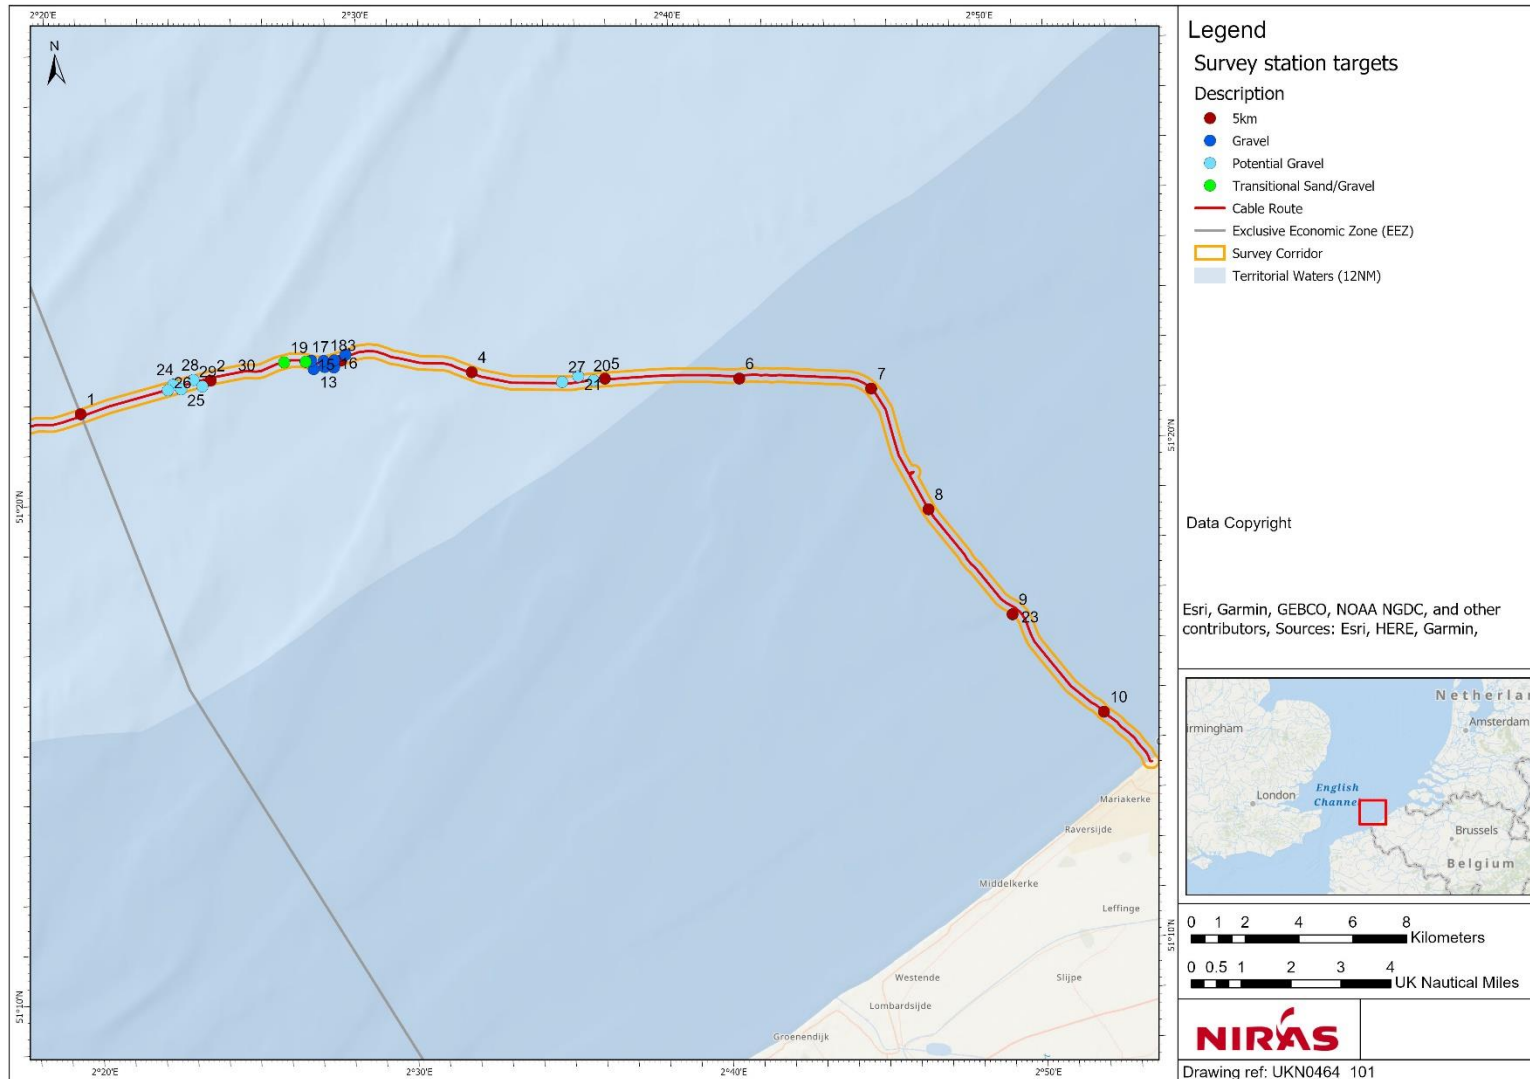 2°20'E
2°30'E
2°40'E
2°50'E
N
Legend
Survey station targets
Description
5km
Gravel
Potential Gravel
Transitional Sand/Gravel
Cable Route
Exclusive Economic Zone (EEZ)
Survey Corridor
Territorial Waters (12NM)
19 17 183
24 28 2 30 15 16
29
26 13
25
1
4
27 205
21
6
7
51°20'N
51°20'N
8
9
23
10
Data Copyright
Esri, Garmin, GEBCO, NOAA NGDC, and other
contributors, Sources: Esri, HERE, Garmin,
Netherlan
Amsterdam
rmingham
London
English
Channel
Brussels
Belgium
Mariakerke
Raversijde
Middelkerke
Leffinge
Westende
Slijpe
Lombardsijde
Groenendijk
51°10'N
51°10'N
0 1 2 4 6 8
Kilometers
0 0.5 1 2 3 4
UK Nautical Miles
NIRAS
Drawing ref: UKN0464_101
2°20'E
2°30'E
2°40'E
2°50'E